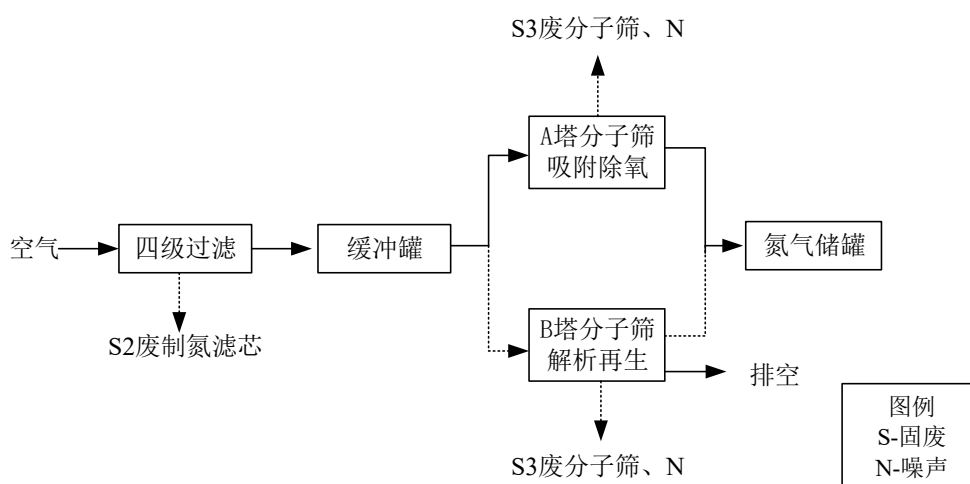 S3废分子筛、N
A塔分子筛
吸附除氧
空气
四级过滤
缓冲罐
氮气储罐
S2废制氮滤芯
B塔分子筛
解析再生
排空
S3废分子筛、N
图例
S-固废
N-噪声